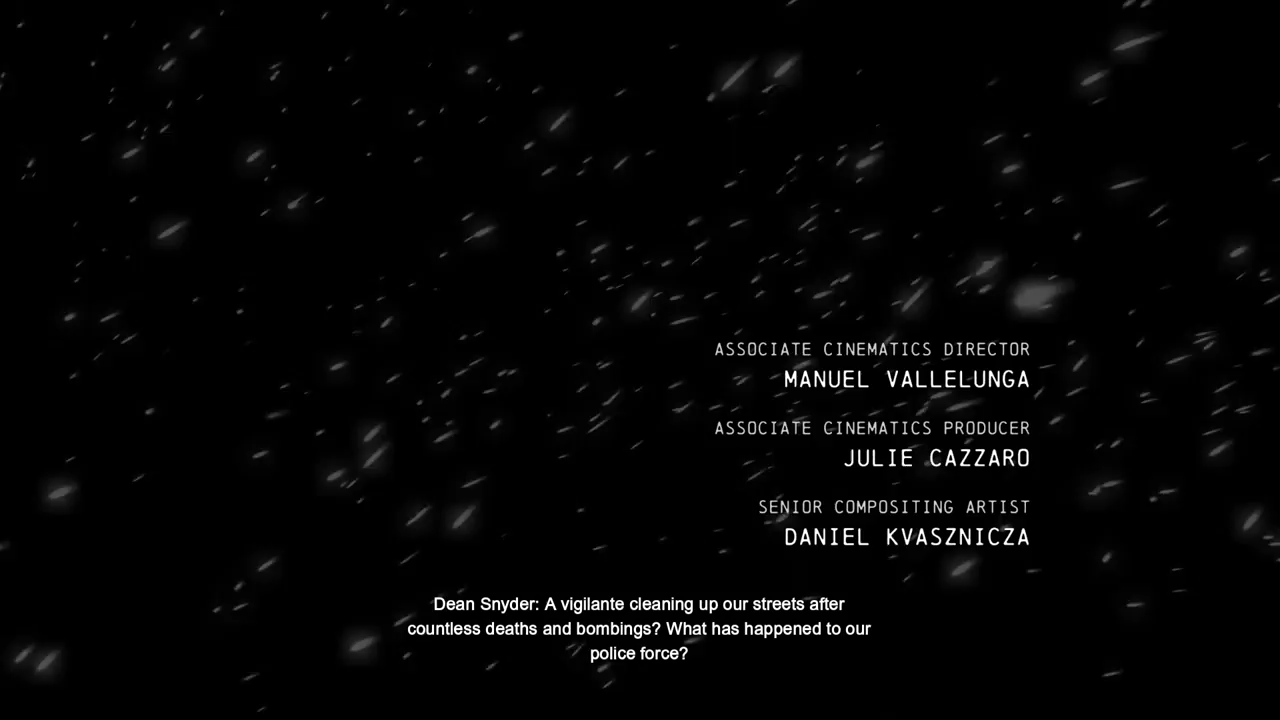 ASSOCIATE CINEMATICS DIRECTOR
MANUEL VALLELUNGA
ASSOCIATE CINEMATICS PRODUCER
JULIE CAZZARO
SENIOR COMPOSITING ARTIST
DANIEL KVASZNICZA
Dean Snyder: A vigilante cleaning up our streets after
countless deaths and bombings? What has happened to our
police force?